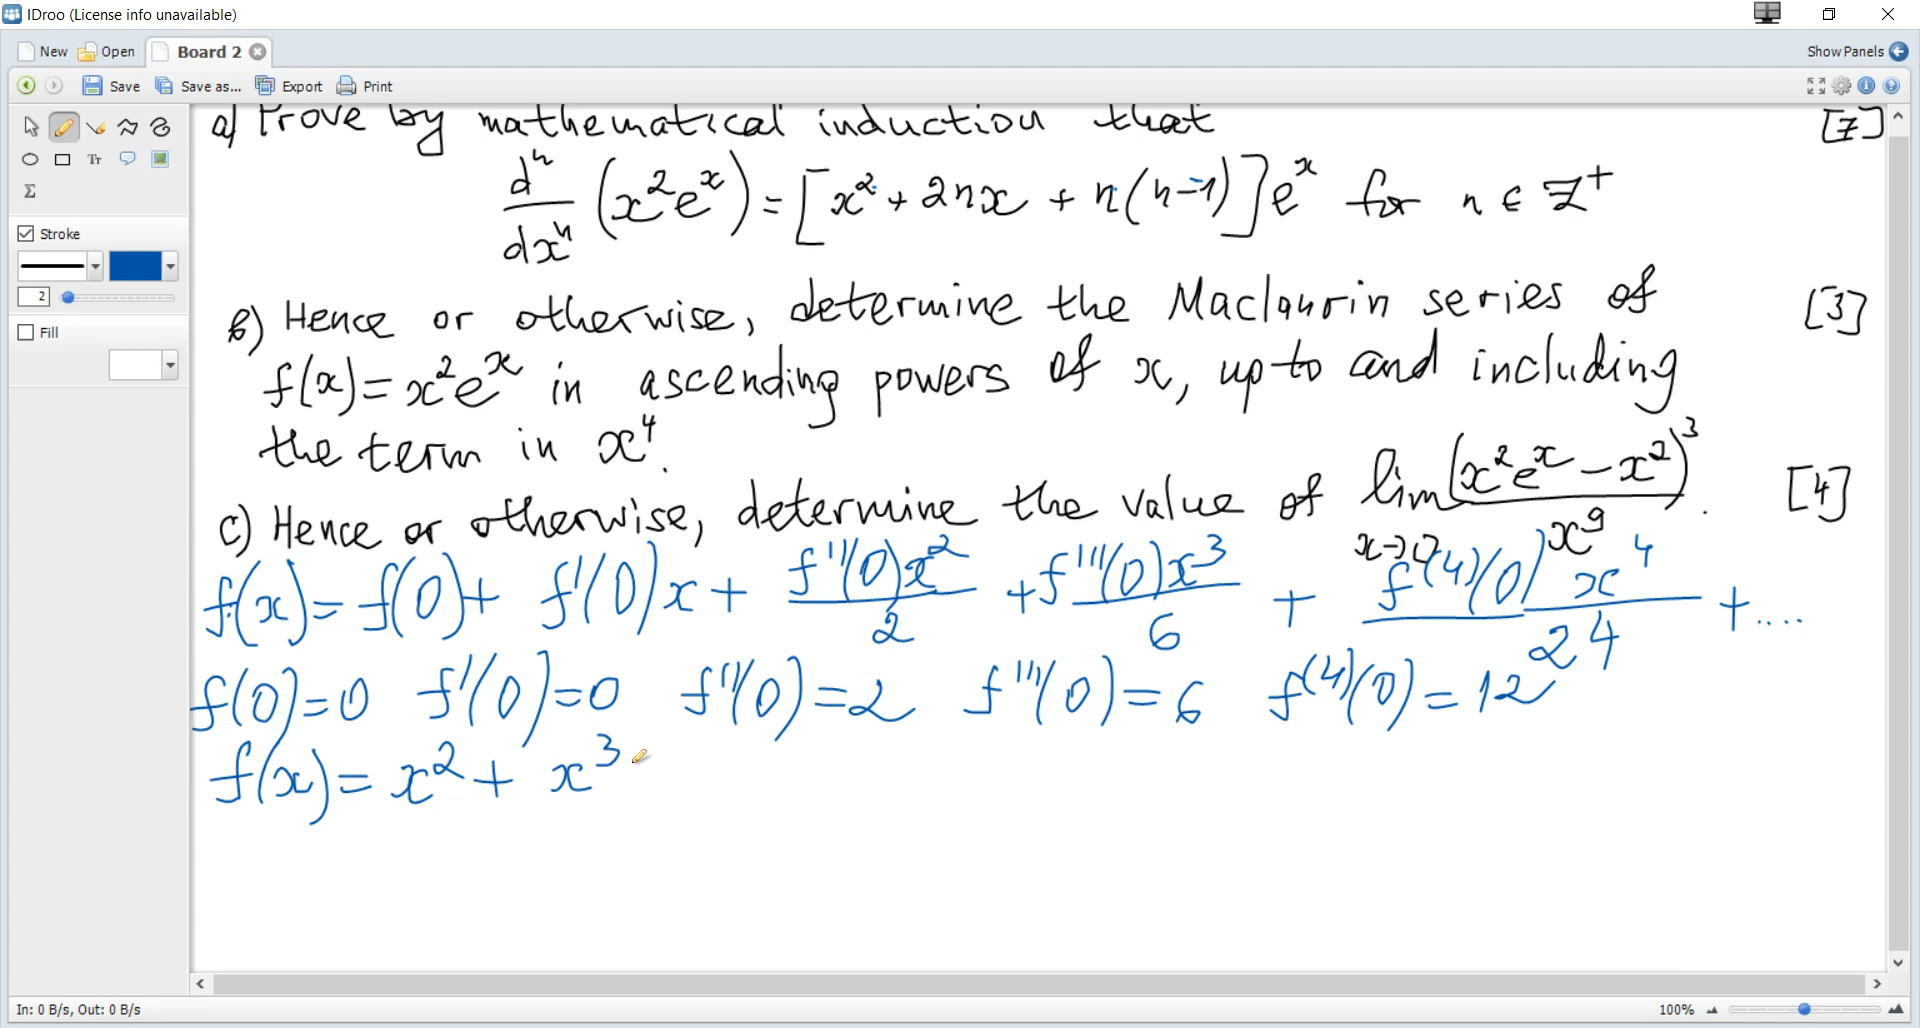 IDroo (License info unavailable)
New Open Board 2 Show Panels
Save Save as... Export Print
Tт
Σ
Stroke
2
Fill
a) Prove by mathematical induction that [7]
dⁿ/dxⁿ (x²eˣ) = [x² + 2nx + n(n-1)]eˣ for n ∈ ℤ⁺
b) Hence or otherwise, determine the Maclaurin series of [3]
f(x) = x²eˣ in ascending powers of x, up to and including
the term in x⁴.
c) Hence or otherwise, determine the value of lim x→0 (x²eˣ - x²)³/x⁹. [4]
f(x) = f(0) + f'(0)x + f''(0)x²/2 + f'''(0)x³/6 + f⁽⁴⁾(0)x⁴/24 + ....
f(0)=0 f'(0)=0 f''(0)=2 f'''(0)=6 f⁽⁴⁾(0)=12
f(x) = x² + x³
In: 0 B/s, Out: 0 B/s 100%